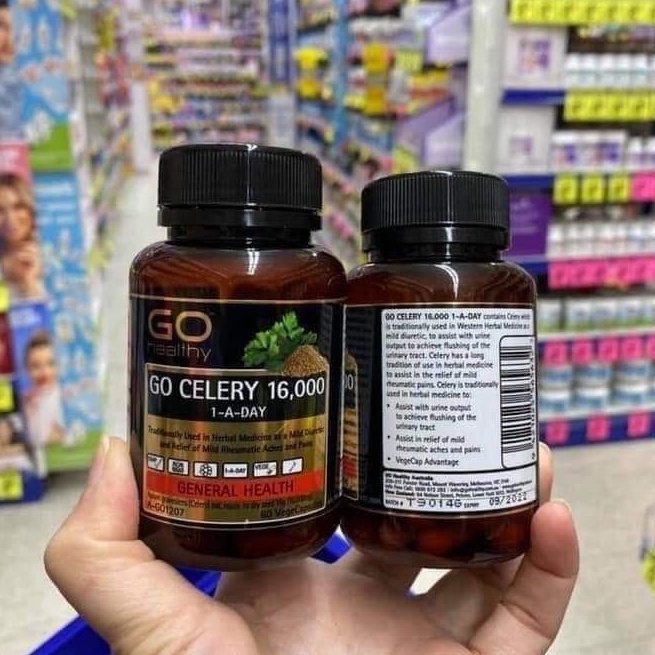 GO
healthy
GO CELERY 16,000
1-A-DAY
Traditionally Used in Herbal Medicine as a Mild Diuretic
and Relief of Mild Rheumatic Aches and Pains
1-A-DAY
GENERAL HEALTH
60 VegeCapsules
GO CELERY 16,000 1-A-DAY contains Celery which
is traditionally used in Western Herbal Medicine as a
mild diuretic, to assist with urine
output to achieve flushing of the
urinary tract. Celery has a long
tradition of use in herbal medicine
to assist in the relief of mild
rheumatic pains. Celery is traditionally
used in herbal medicine to:
• Assist with urine output
to achieve flushing of the
urinary tract
• Assist in relief of mild
rheumatic aches and pains
• VegeCap Advantage
GO Healthy Australia
BATCH # T90146 EXPIRY 09/2022